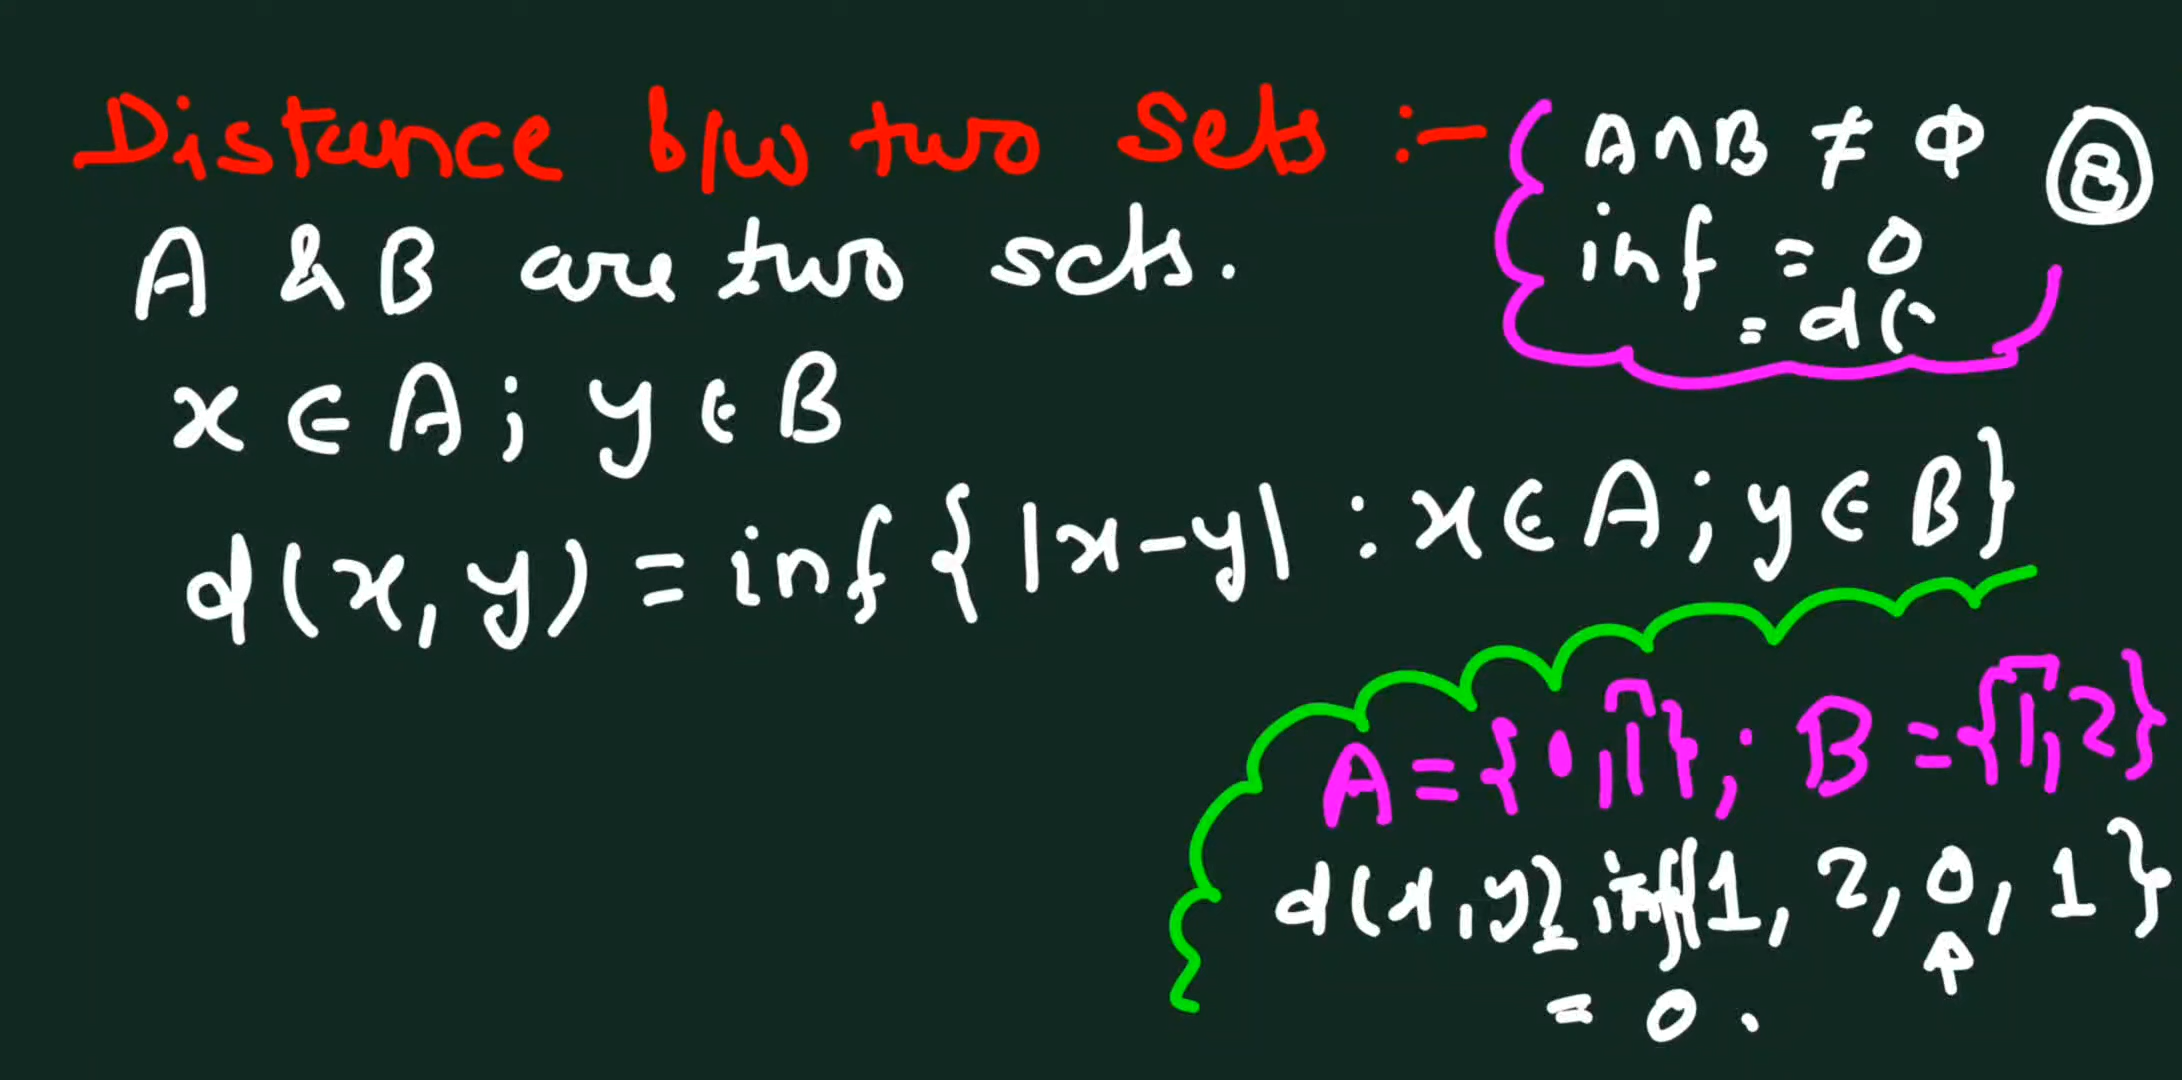 Distance b/w two sets :-
A∩B ≠ Φ
inf = 0
= d(
A & B are two sets.
x ∈ A ; y ∈ B
d(x, y) = inf { |x-y| : x ∈ A ; y ∈ B}
A = {0, 1} ; B = {1, 2}
d(x, y) = inf{1, 2, 0, 1}
= 0.